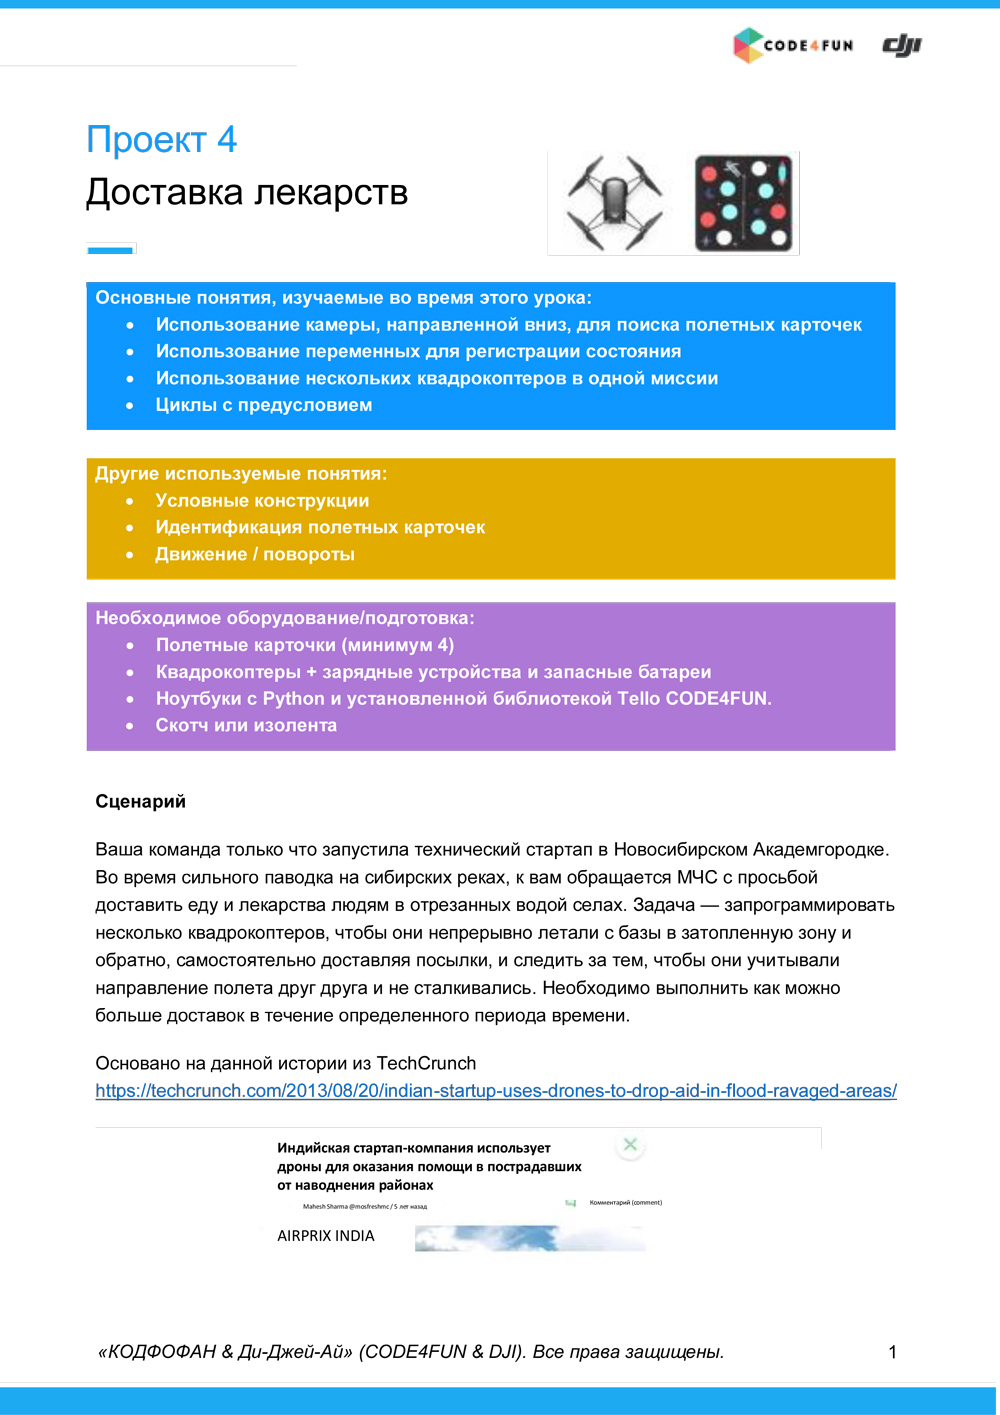 CODE4FUN dji
Проект 4
Доставка лекарств
Основные понятия, изучаемые во время этого урока:
• Использование камеры, направленной вниз, для поиска полетных карточек
• Использование переменных для регистрации состояния
• Использование нескольких квадрокоптеров в одной миссии
• Циклы с предусловием
Другие используемые понятия:
• Условные конструкции
• Идентификация полетных карточек
• Движение / повороты
Необходимое оборудование/подготовка:
• Полетные карточки (минимум 4)
• Квадрокоптеры + зарядные устройства и запасные батареи
• Ноутбуки с Python и установленной библиотекой Tello CODE4FUN.
• Скотч или изолента
Сценарий
Ваша команда только что запустила технический стартап в Новосибирском Академгородке.
Во время сильного паводка на сибирских реках, к вам обращается МЧС с просьбой
доставить еду и лекарства людям в отрезанных водой селах. Задача — запрограммировать
несколько квадрокоптеров, чтобы они непрерывно летали с базы в затопленную зону и
обратно, самостоятельно доставляя посылки, и следить за тем, чтобы они учитывали
направление полета друг друга и не сталкивались. Необходимо выполнить как можно
больше доставок в течение определенного периода времени.
Основано на данной истории из TechCrunch
https://techcrunch.com/2013/08/20/indian-startup-uses-drones-to-drop-aid-in-flood-ravaged-areas/
Индийская стартап-компания использует
дроны для оказания помощи в пострадавших
от наводнения районах
Mahesh Sharma @mosfreshmc / 5 лет назад
Комментарий (comment)
AIRPRIX INDIA
«КОДФОФАН & Ди-Джей-Ай» (CODE4FUN & DJI). Все права защищены.
1